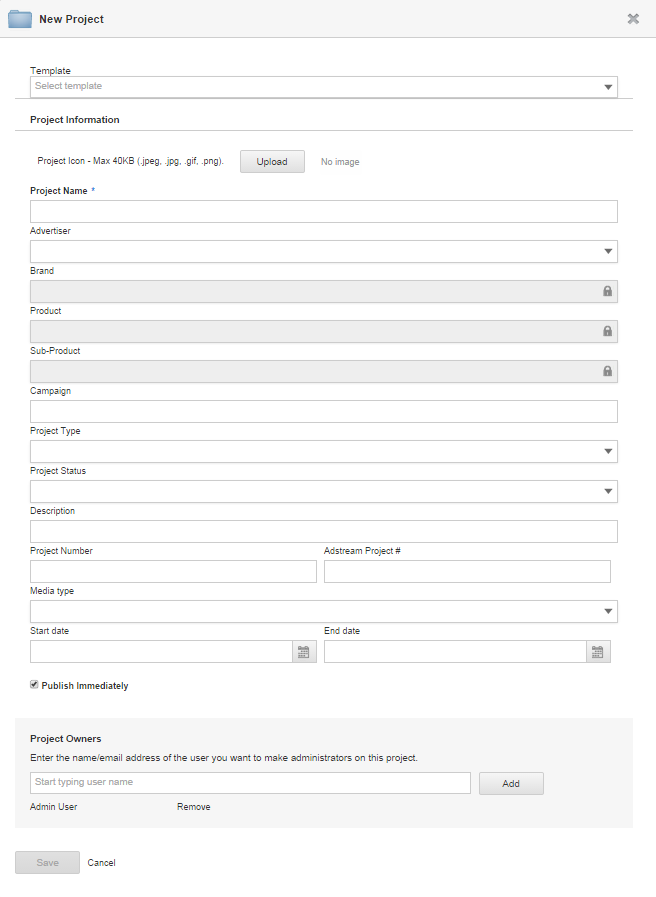 New Project
Template
Select template
Project Information
Project Icon - Max 40KB (.jpeg, .jpg, .gif, .png). Upload No image
Project Name *
Advertiser
Brand
Product
Sub-Product
Campaign
Project Type
Project Status
Description
Project Number Adstream Project #
Media type
Start date End date
Publish Immediately
Project Owners
Enter the name/email address of the user you want to make administrators on this project.
Start typing user name Add
Admin User Remove
Save Cancel